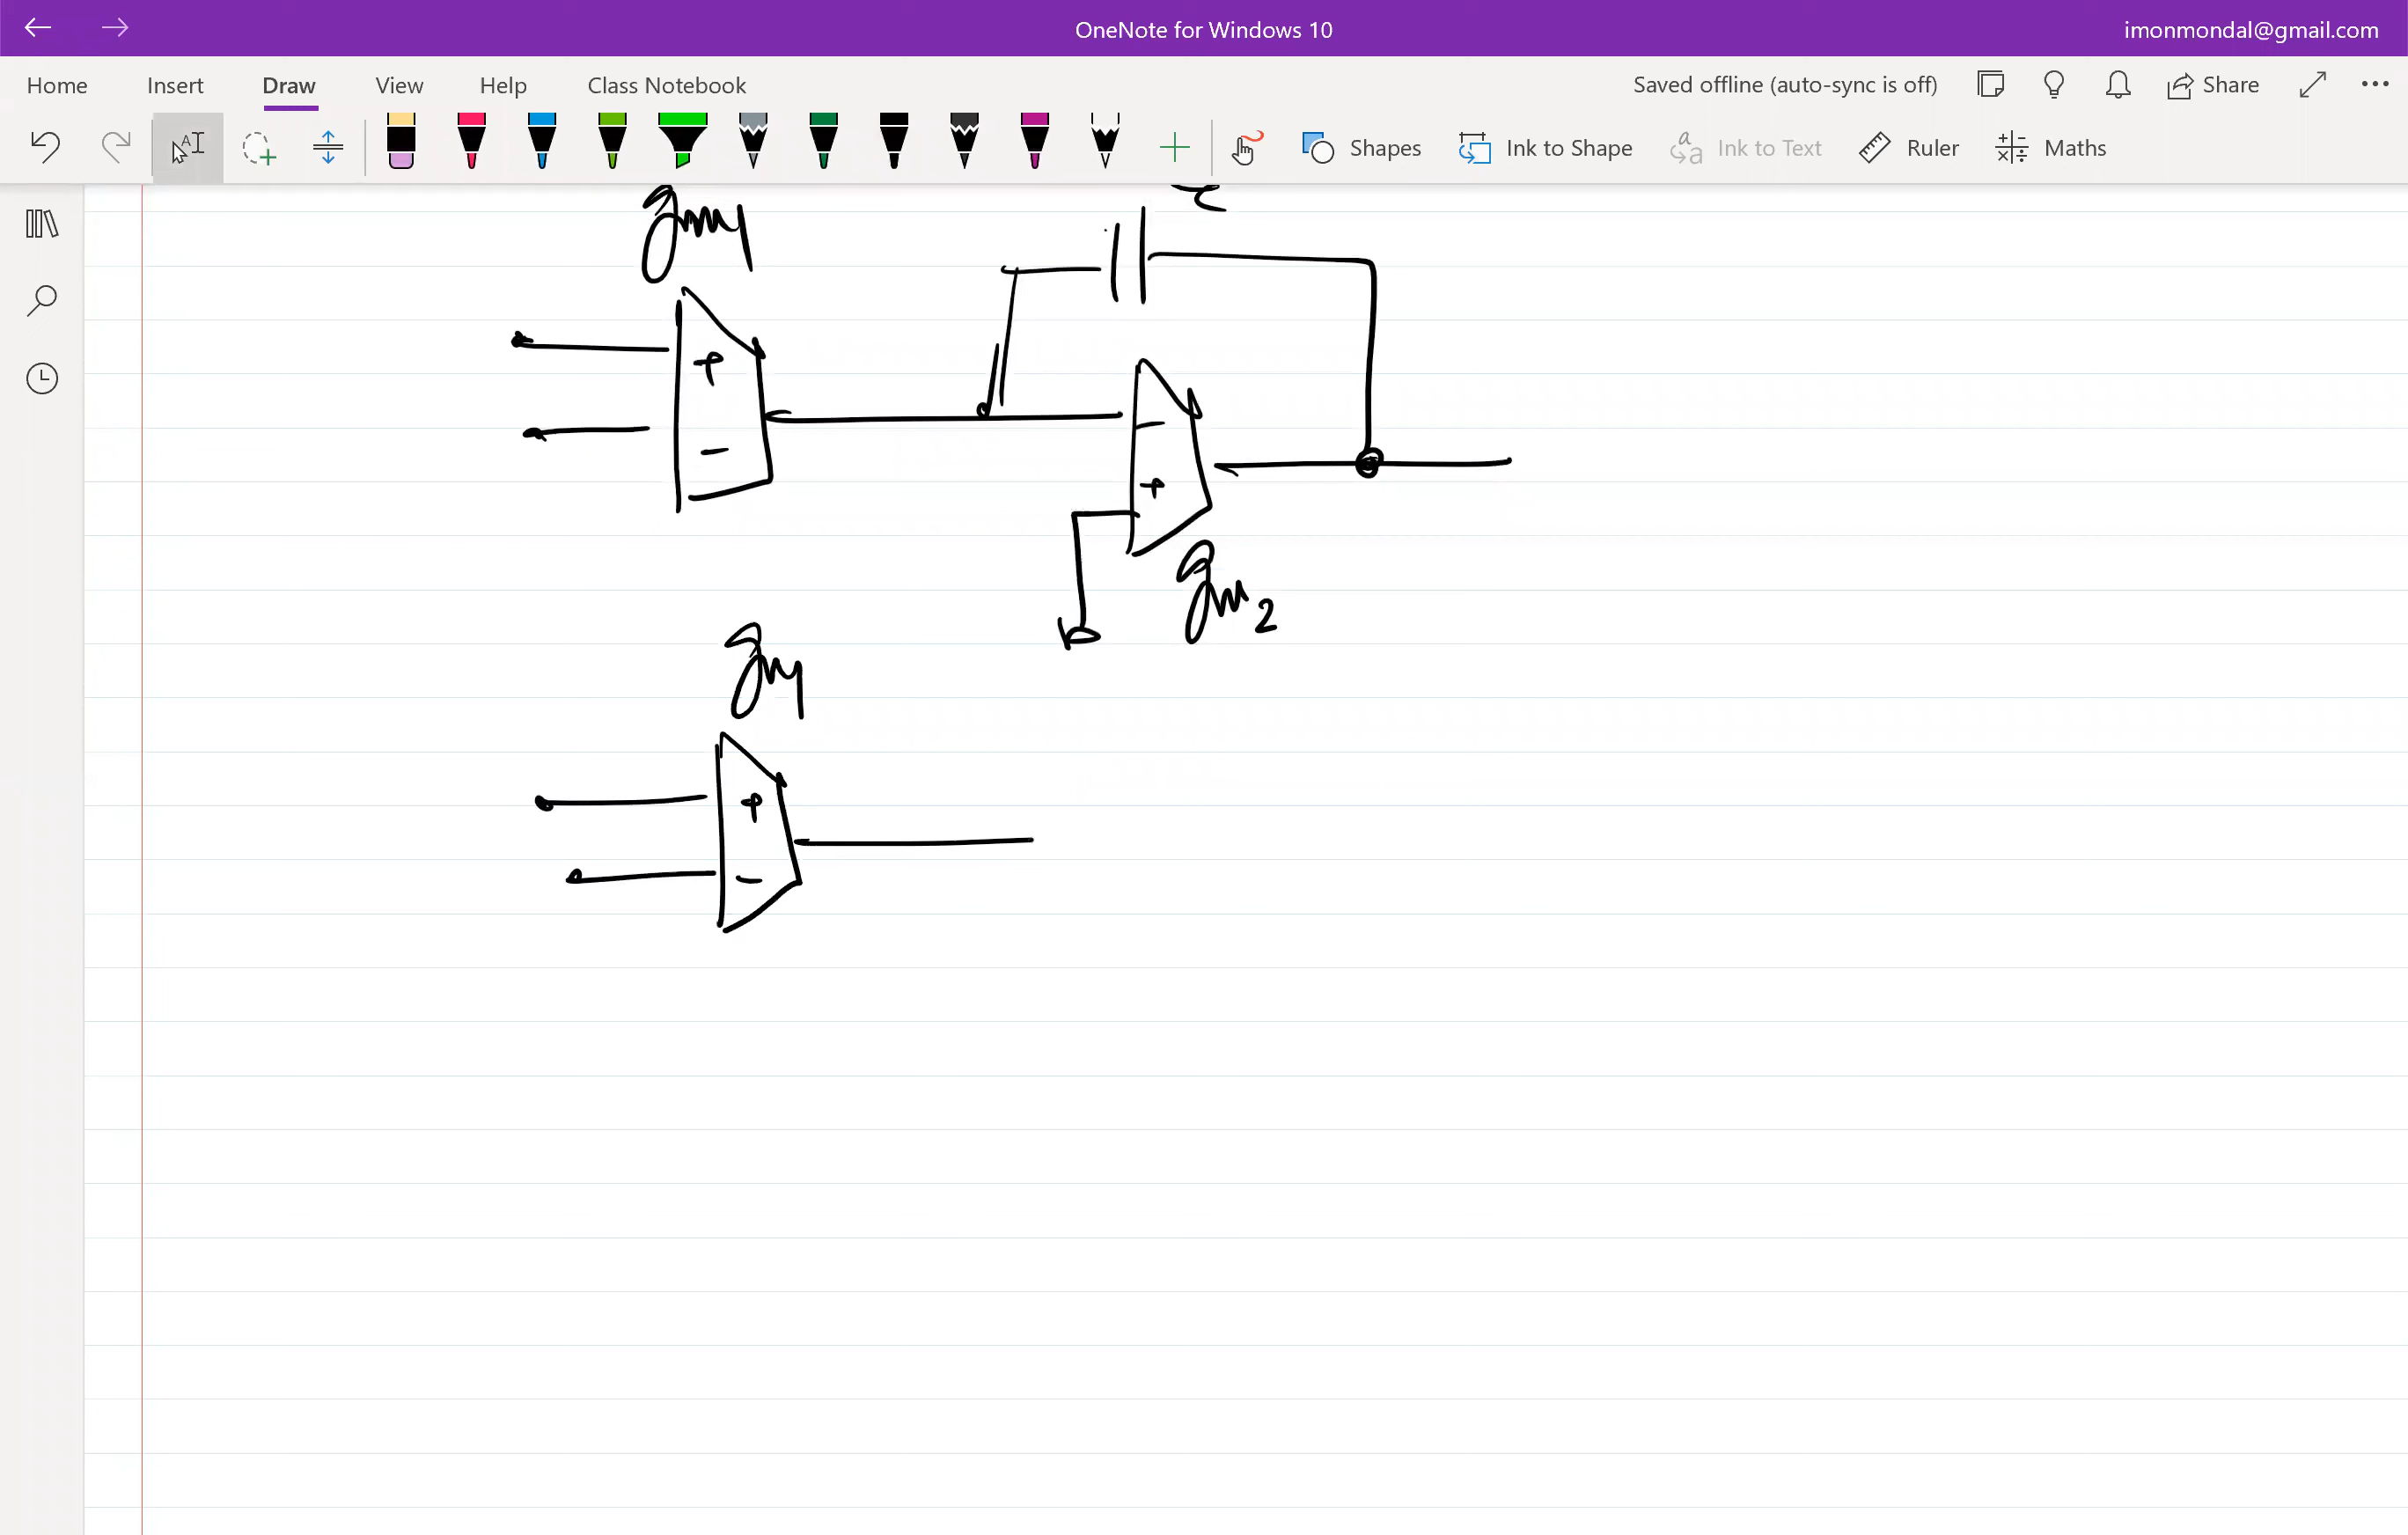 OneNote for Windows 10
imonmondal@gmail.com
Home Insert Draw View Help Class Notebook
Saved offline (auto-sync is off) Share
Shapes Ink to Shape Ink to Text Ruler Maths
gm1
+
-
-
+
gm2
gm1
+
-